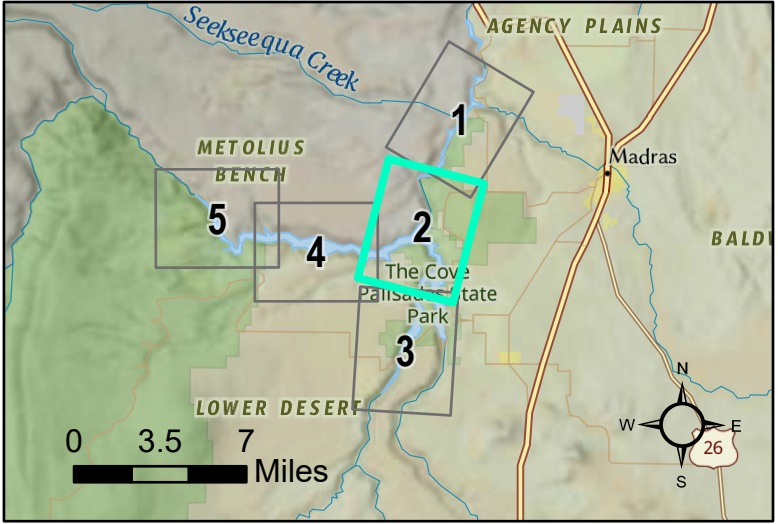 AGENCY PLAINS
Seekseequa Creek
1
METOLIUS
BENCH
Madras
5
4
2
BALDW
The Cove
Palisades State
Park
3
N
LOWER DESERT
W
E
S
26
0 3.5 7
Miles